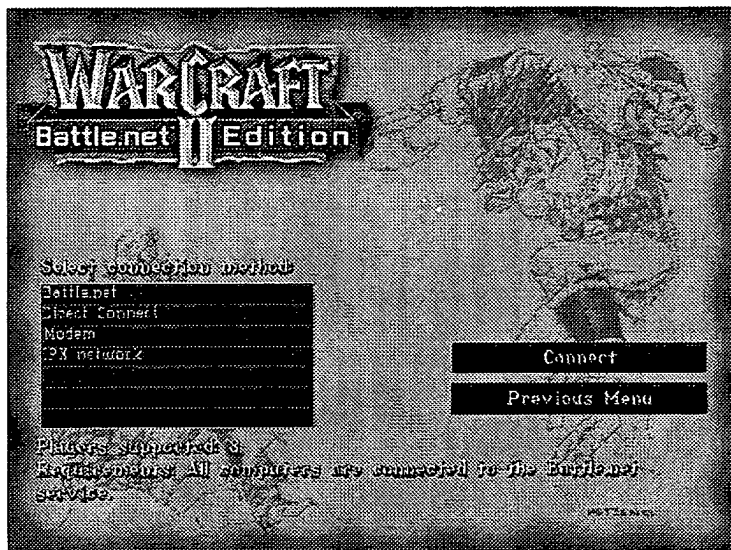 WARCRAFT
Battle.net II Edition
Select connection method:
Battle.net
Direct Connect
Modem
IPX network
Connect
Previous Menu
Players supported: 8
Requirements: All computers are connected to the Battle.net
service.